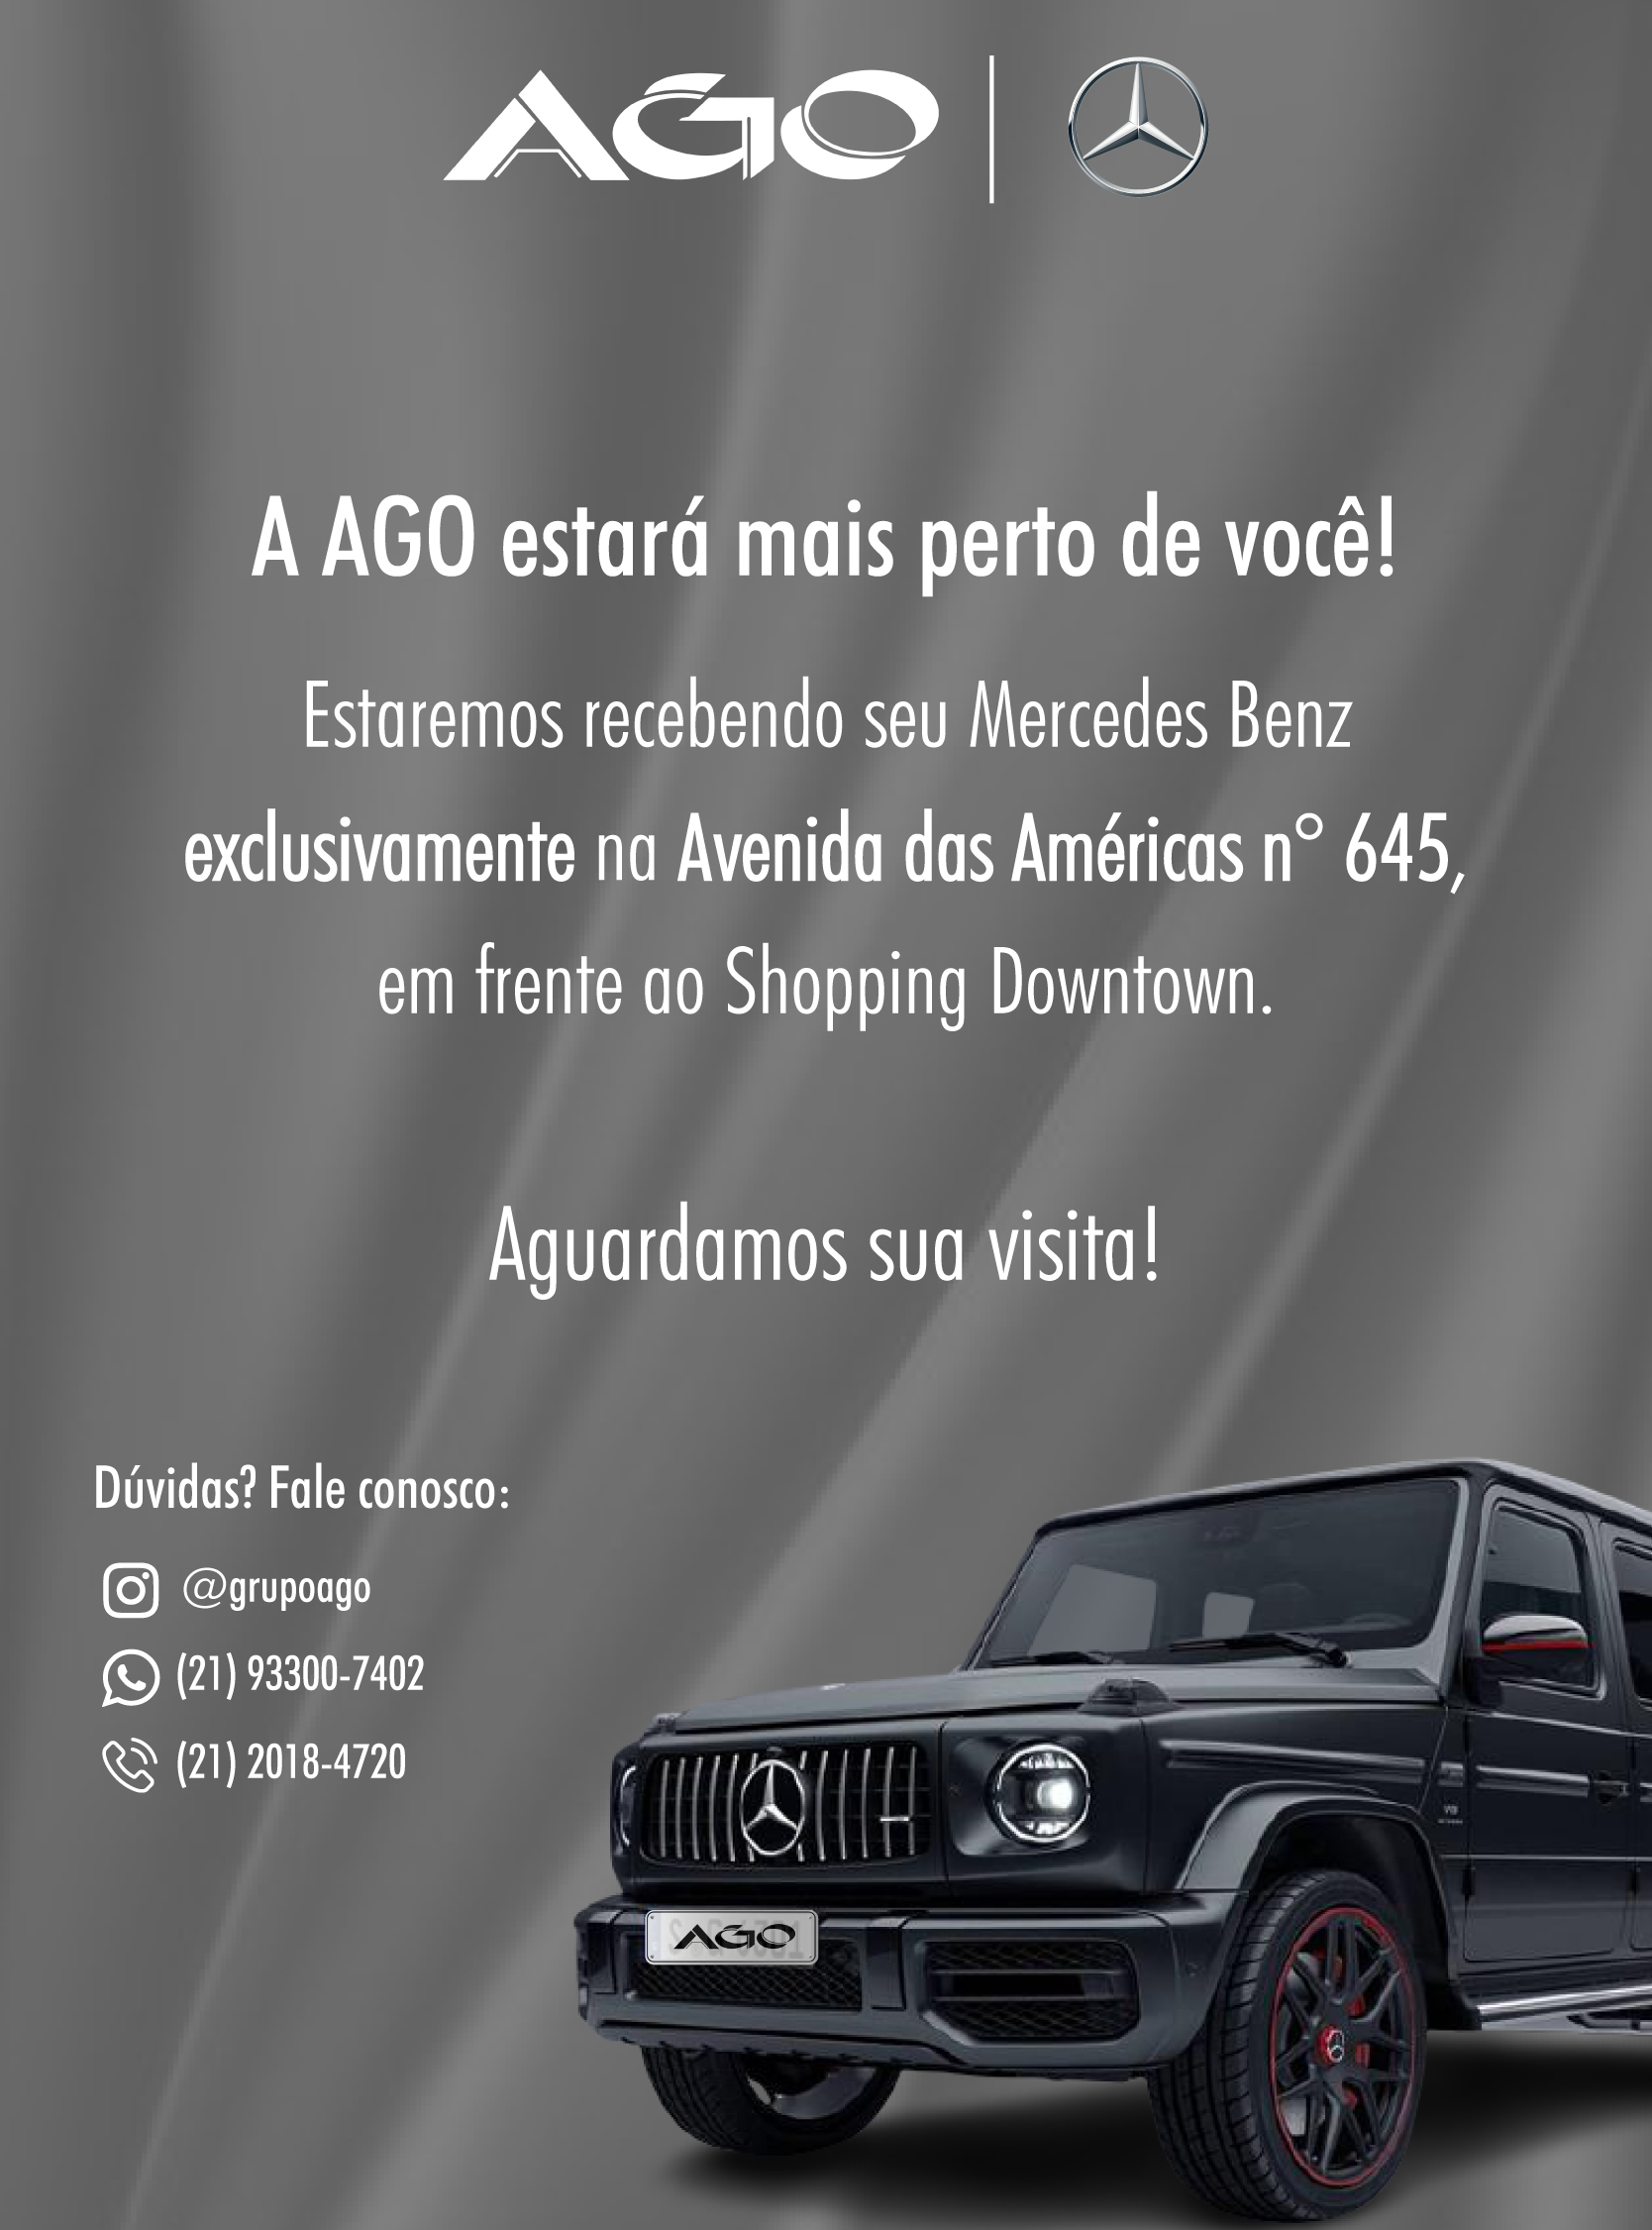 AGO
A AGO estará mais perto de você!
Estaremos recebendo seu Mercedes Benz
exclusivamente na Avenida das Américas n° 645,
em frente ao Shopping Downtown.
Aguardamos sua visita!
Dúvidas? Fale conosco:
@grupoago
(21) 93300-7402
(21) 2018-4720
AGO